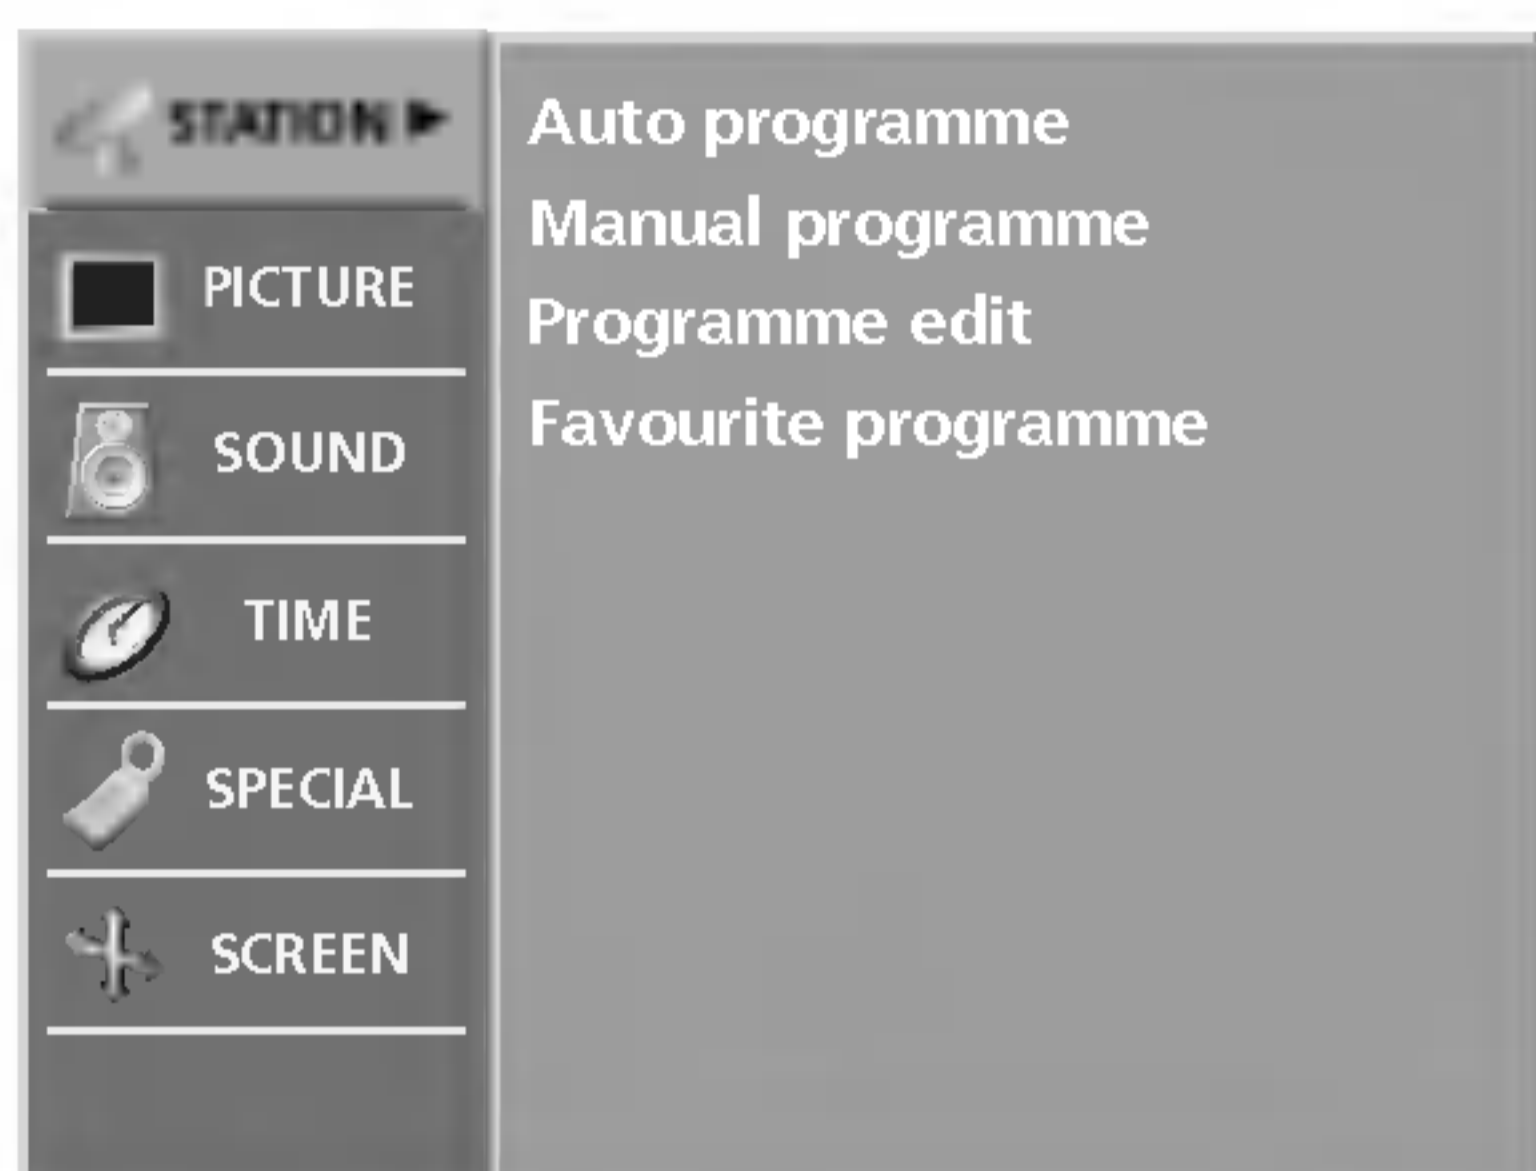 STATION ►
PICTURE
SOUND
TIME
SPECIAL
SCREEN
Auto programme
Manual programme
Programme edit
Favourite programme